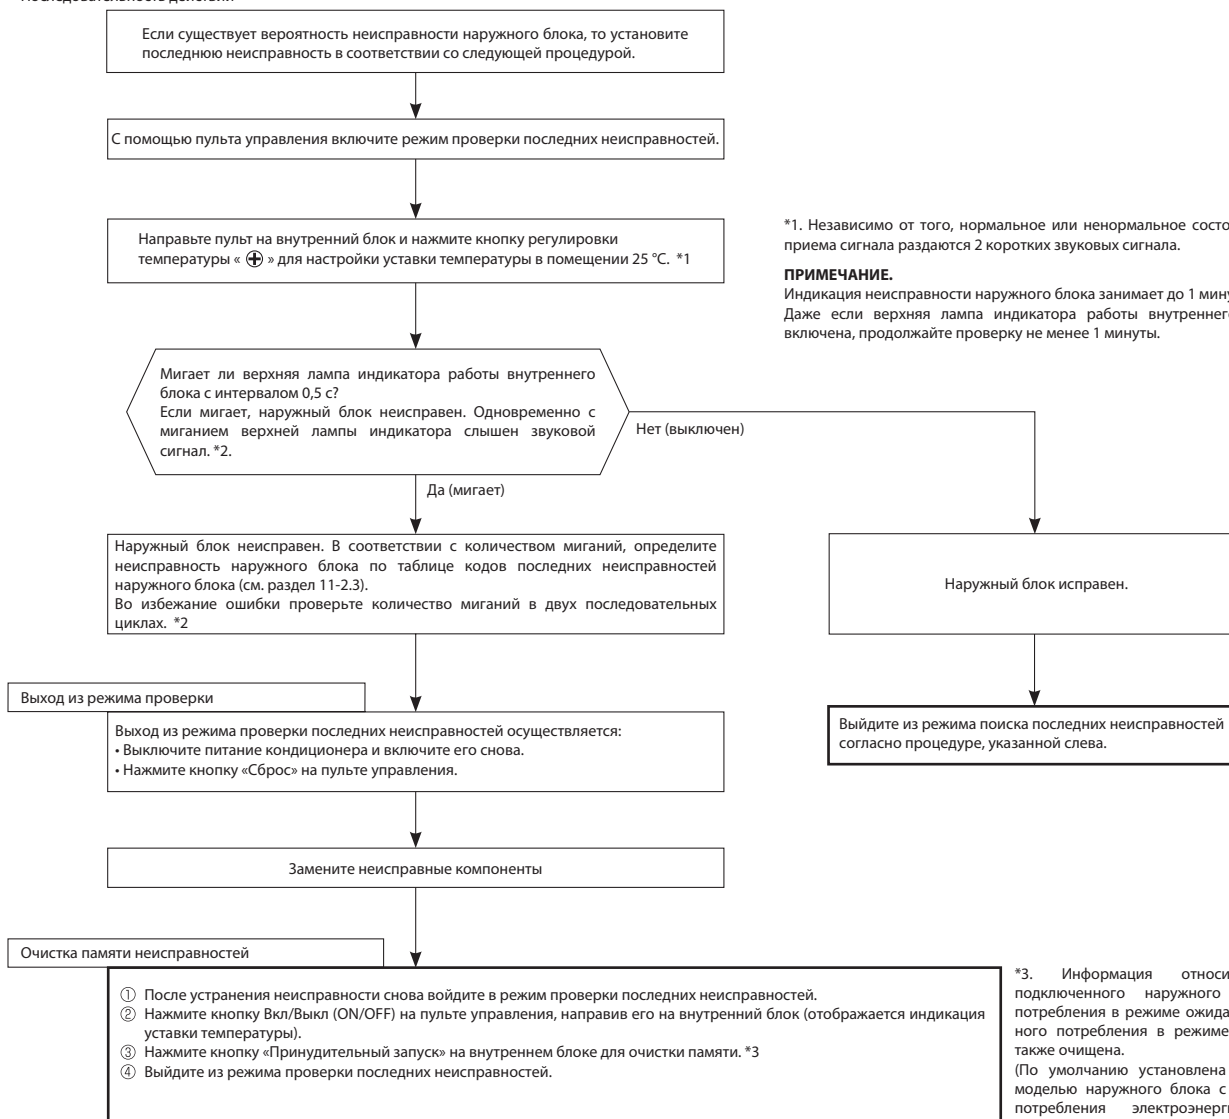 Последовательность действий
Если существует вероятность неисправности наружного блока, то установите
последнюю неисправность в соответствии со следующей процедурой.
С помощью пульта управления включите режим проверки последних неисправностей.
Направьте пульт на внутренний блок и нажмите кнопку регулировки
температуры « ⊕ » для настройки уставки температуры в помещении 25 °C. *1
*1. Независимо от того, нормальное или ненормальное
приема сигнала раздаются 2 коротких звуковых сигнала.
ПРИМЕЧАНИЕ.
Индикация неисправности наружного блока занимает до 1
Даже если верхняя лампа индикатора работы
включена, продолжайте проверку не менее 1 минуты.
Мигает ли верхняя лампа индикатора работы внутреннего
блока с интервалом 0,5 с?
Если мигает, наружный блок неисправен. Одновременно с
миганием верхней лампы индикатора слышен звуковой
сигнал. *2.
Нет (выключен)
Да (мигает)
Наружный блок неисправен. В соответствии с количеством миганий, определите
неисправность наружного блока по таблице кодов последних неисправностей
наружного блока (см. раздел 11-2.3).
Во избежание ошибки проверьте количество миганий в двух последовательных
циклах. *2
Наружный блок исправен.
Выход из режима проверки
Выход из режима проверки последних неисправностей осуществляется:
• Выключите питание кондиционера и включите его снова.
• Нажмите кнопку «Сброс» на пульте управления.
Выйдите из режима поиска последних неисправностей
согласно процедуре, указанной слева.
Замените неисправные компоненты
Очистка памяти неисправностей
① После устранения неисправности снова войдите в режим проверки последних неисправностей.
② Нажмите кнопку Вкл/Выкл (ON/OFF) на пульте управления, направив его на внутренний блок (отображается индикация
уставки температуры).
③ Нажмите кнопку «Принудительный запуск» на внутреннем блоке для очистки памяти. *3
④ Выйдите из режима проверки последних неисправностей.
*3. Информация
подключенного наружного
потребления в режиме
ного потребления в режиме
также очищена.
(По умолчанию установлена
моделью наружного блока с
потребления